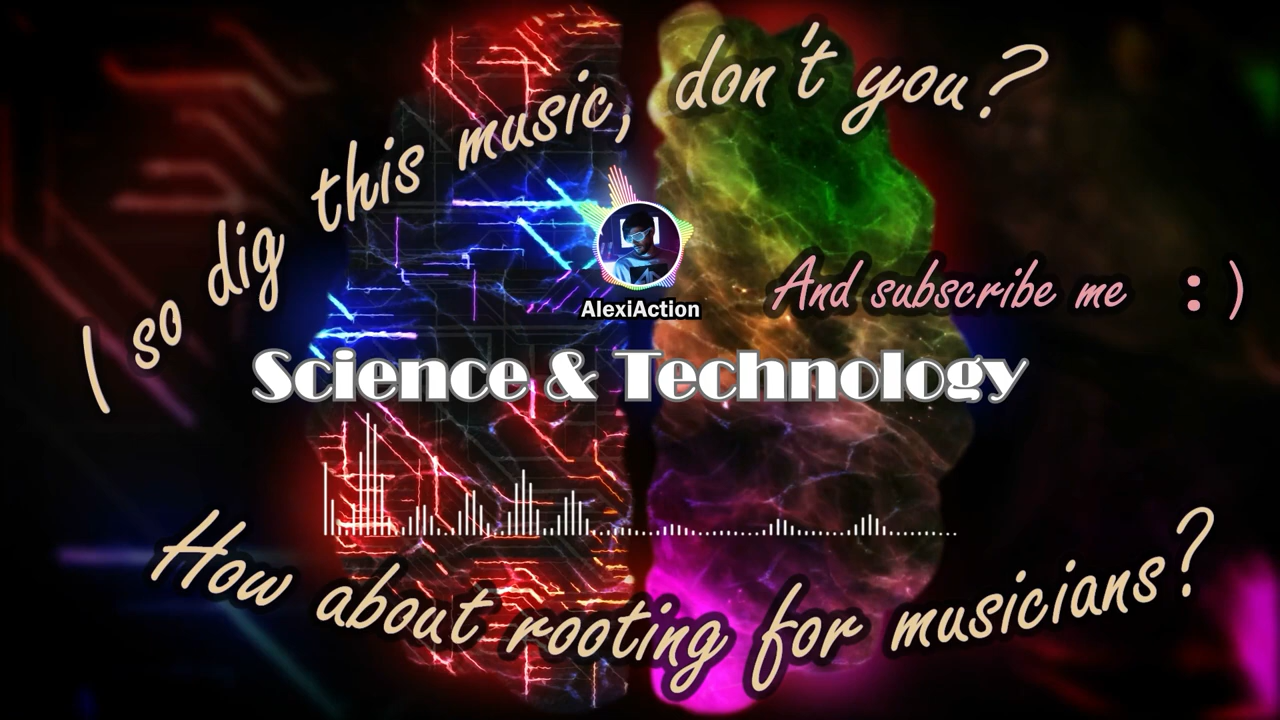 I so dig this music, don't you?
And subscribe me :)
AlexiAction
Science & Technology
How about rooting for musicians?